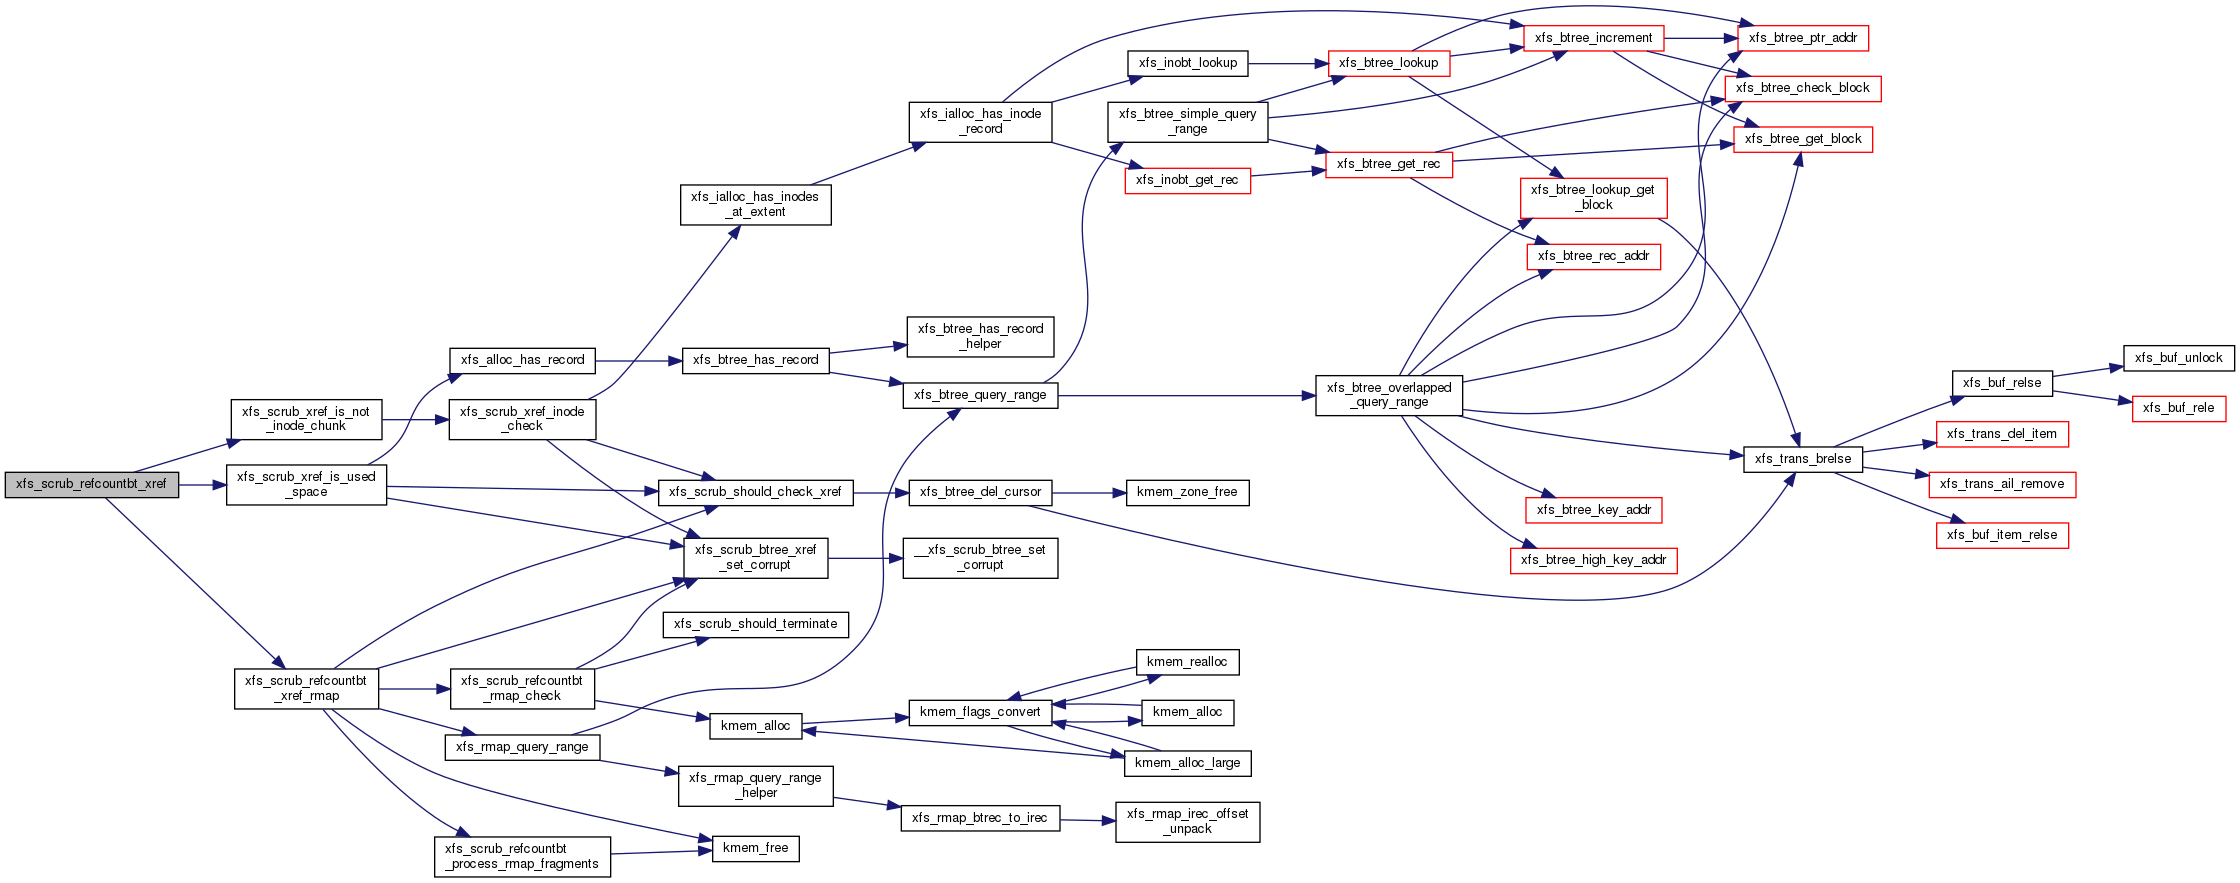 xfs_scrub_refcountbt_xref
xfs_scrub_xref_is_not
_inode_chunk
xfs_scrub_xref_is_used
_space
xfs_scrub_refcountbt
_xref_rmap
xfs_alloc_has_record
xfs_scrub_xref_inode
_check
xfs_scrub_refcountbt
_rmap_check
xfs_rmap_query_range
xfs_scrub_refcountbt
_process_rmap_fragments
xfs_ialloc_has_inodes
_at_extent
xfs_btree_has_record
xfs_scrub_should_check_xref
xfs_scrub_btree_xref
_set_corrupt
xfs_scrub_should_terminate
kmem_alloc
xfs_rmap_query_range
_helper
kmem_free
xfs_ialloc_has_inode
_record
xfs_btree_has_record
_helper
xfs_btree_query_range
xfs_btree_del_cursor
__xfs_scrub_btree_set
_corrupt
kmem_flags_convert
xfs_rmap_btrec_to_irec
xfs_inobt_lookup
xfs_btree_simple_query
_range
xfs_inobt_get_rec
kmem_zone_free
kmem_realloc
kmem_alloc
kmem_alloc_large
xfs_rmap_irec_offset
_unpack
xfs_btree_lookup
xfs_btree_get_rec
xfs_btree_overlapped
_query_range
xfs_btree_increment
xfs_btree_lookup_get
_block
xfs_btree_rec_addr
xfs_btree_key_addr
xfs_btree_high_key_addr
xfs_btree_ptr_addr
xfs_btree_check_block
xfs_btree_get_block
xfs_trans_brelse
xfs_buf_relse
xfs_trans_del_item
xfs_trans_ail_remove
xfs_buf_item_relse
xfs_buf_unlock
xfs_buf_rele